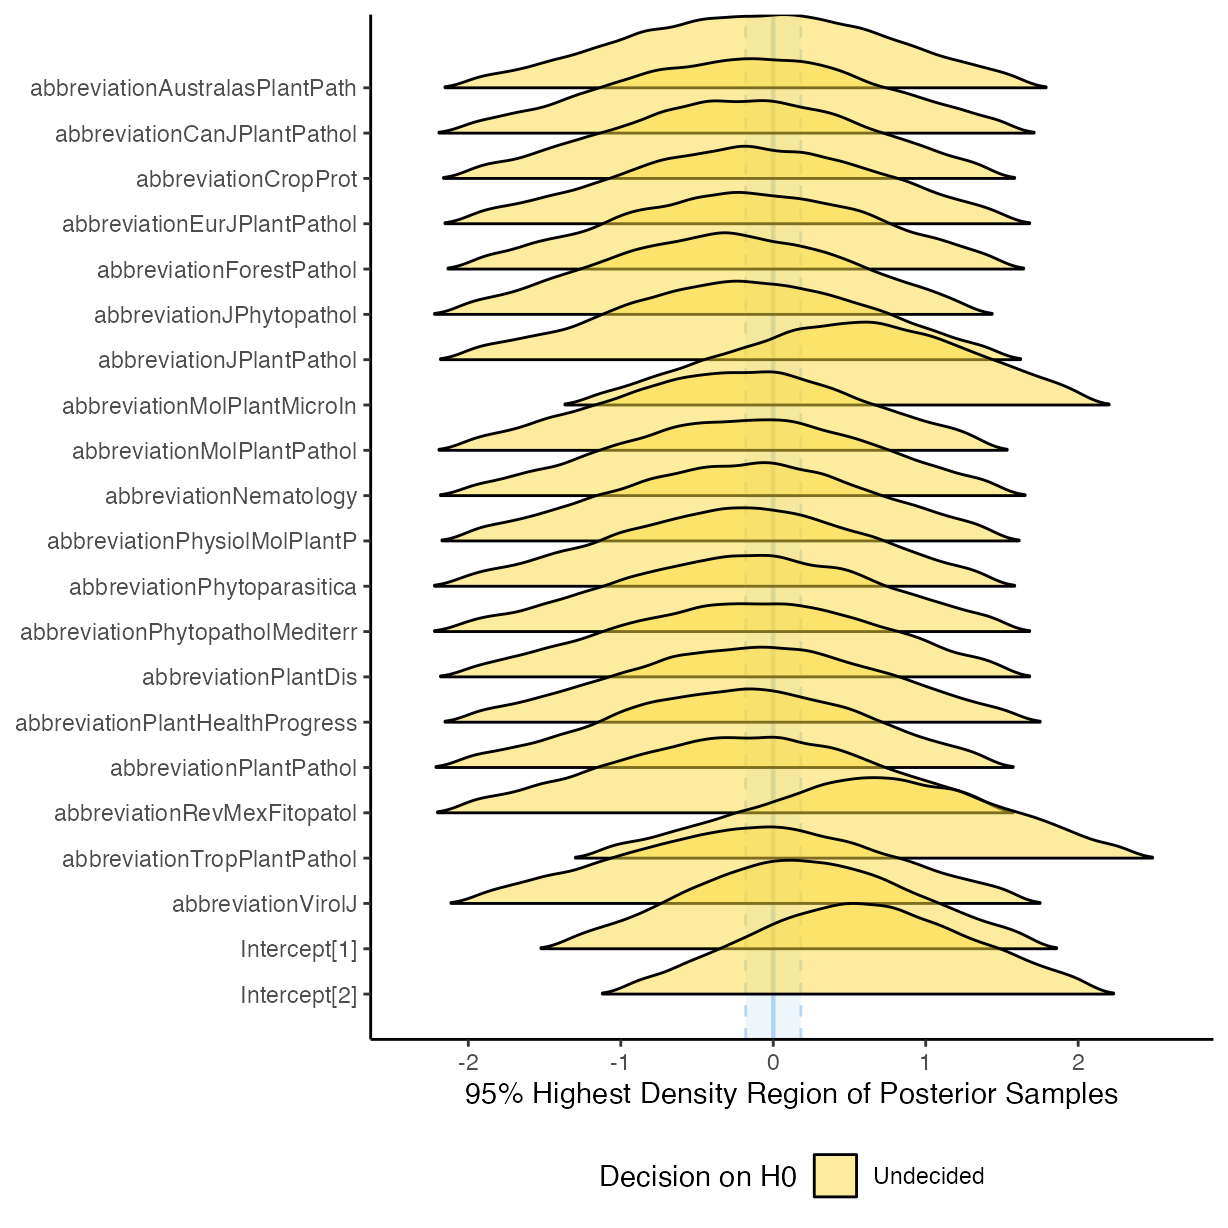 abbreviationAustralasPlantPath
abbreviationCanJPlantPathol
abbreviationCropProt
abbreviationEurJPlantPathol
abbreviationForestPathol
abbreviationJPhytopathol
abbreviationJPlantPathol
abbreviationMolPlantMicroIn
abbreviationMolPlantPathol
abbreviationNematology
abbreviationPhysiolMolPlantP
abbreviationPhytoparasitica
abbreviationPhytopatholMediterr
abbreviationPlantDis
abbreviationPlantHealthProgress
abbreviationPlantPathol
abbreviationRevMexFitopatol
abbreviationTropPlantPathol
abbreviationVirolJ
Intercept[1]
Intercept[2]
-2 -1 0 1 2
95% Highest Density Region of Posterior Samples
Decision on H0 Undecided